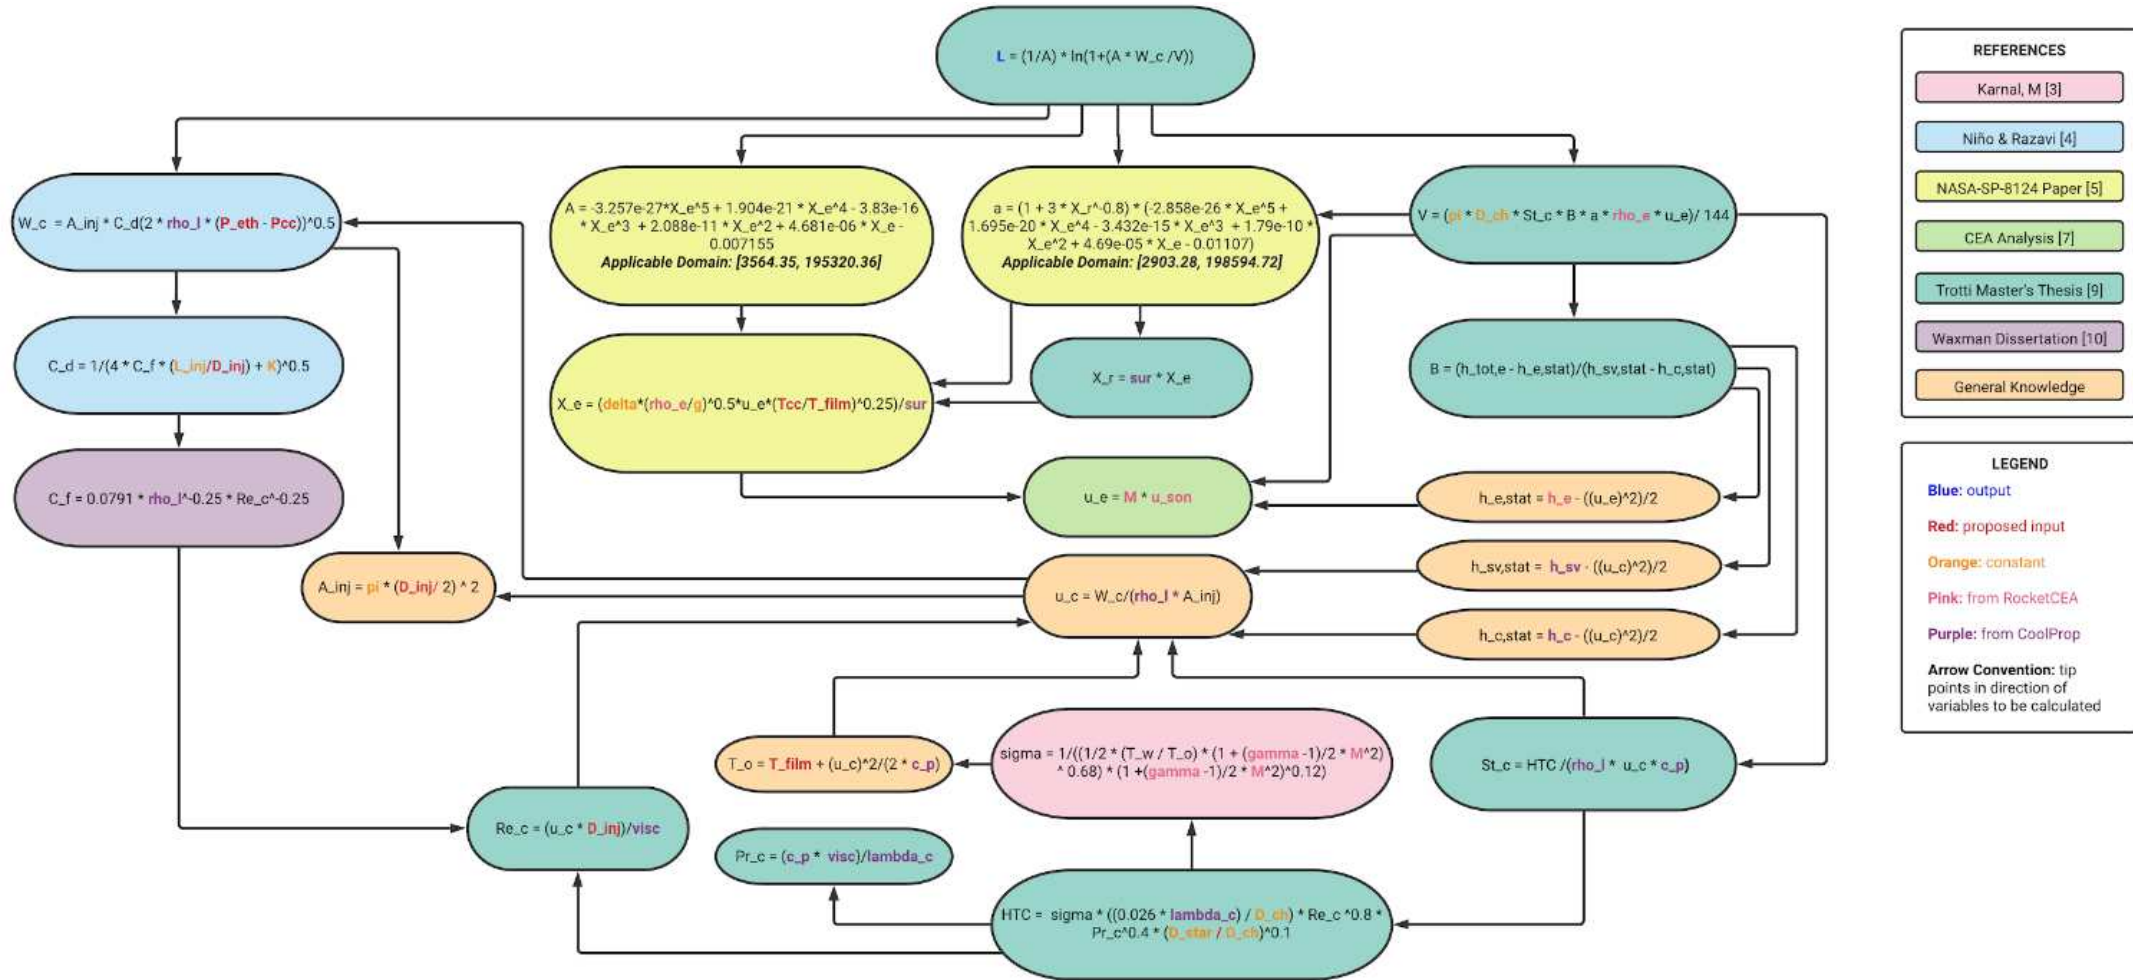 L = (1/A) * ln(1+(A * W_c /V))
W_c = A_inj * C_d(2 * rho_l * (P_eth - Pcc))^0.5
A = -3.257e-27*X_e^5 + 1.904e-21 * X_e^4 - 3.83e-16
* X_e^3 + 2.088e-11 * X_e^2 + 4.681e-06 * X_e -
0.007155
Applicable Domain: [3564.35, 195320.36]
a = (1 + 3 * X_r^-0.8) * (-2.858e-26 * X_e^5 +
1.695e-20 * X_e^4 - 3.432e-15 * X_e^3 + 1.79e-10 *
X_e^2 + 4.69e-05 * X_e - 0.01107)
Applicable Domain: [2903.28, 198594.72]
V = (pi * D_ch * St_c * B * a * rho_e * u_e)/ 144
C_d = 1/(4 * C_f * (L_inj/D_inj) + K)^0.5
X_e = (delta*(rho_e/g)^0.5*u_e*(Tcc/T_film)^0.25)/sur
X_r = sur * X_e
B = (h_tot,e - h_e,stat)/(h_sv,stat - h_c,stat)
C_f = 0.0791 * rho_l^-0.25 * Re_c^-0.25
u_e = M * u_son
h_e,stat = h_e - ((u_e)^2)/2
A_inj = pi * (D_inj/ 2) ^ 2
u_c = W_c/(rho_l * A_inj)
h_sv,stat = h_sv - ((u_c)^2)/2
h_c,stat = h_c - ((u_c)^2)/2
T_o = T_film + (u_c)^2/(2 * c_p)
sigma = 1/((1/2 * (T_w / T_o) * (1 + (gamma -1)/2 * M^2)
^ 0.68) * (1 +(gamma -1)/2 * M^2)^0.12)
St_c = HTC /(rho_l * u_c * c_p)
Re_c = (u_c * D_inj)/visc
Pr_c = (c_p * visc)/lambda_c
HTC = sigma * ((0.026 * lambda_c) / D_ch) * Re_c ^0.8 *
Pr_c^0.4 * (D_star / D_ch)^0.1
REFERENCES
Karnal, M [3]
Niño & Razavi [4]
NASA-SP-8124 Paper [5]
CEA Analysis [7]
Trotti Master's Thesis [9]
Waxman Dissertation [10]
General Knowledge
LEGEND
Blue: output
Red: proposed input
Orange: constant
Pink: from RocketCEA
Purple: from CoolProp
Arrow Convention: tip
points in direction of
variables to be calculated